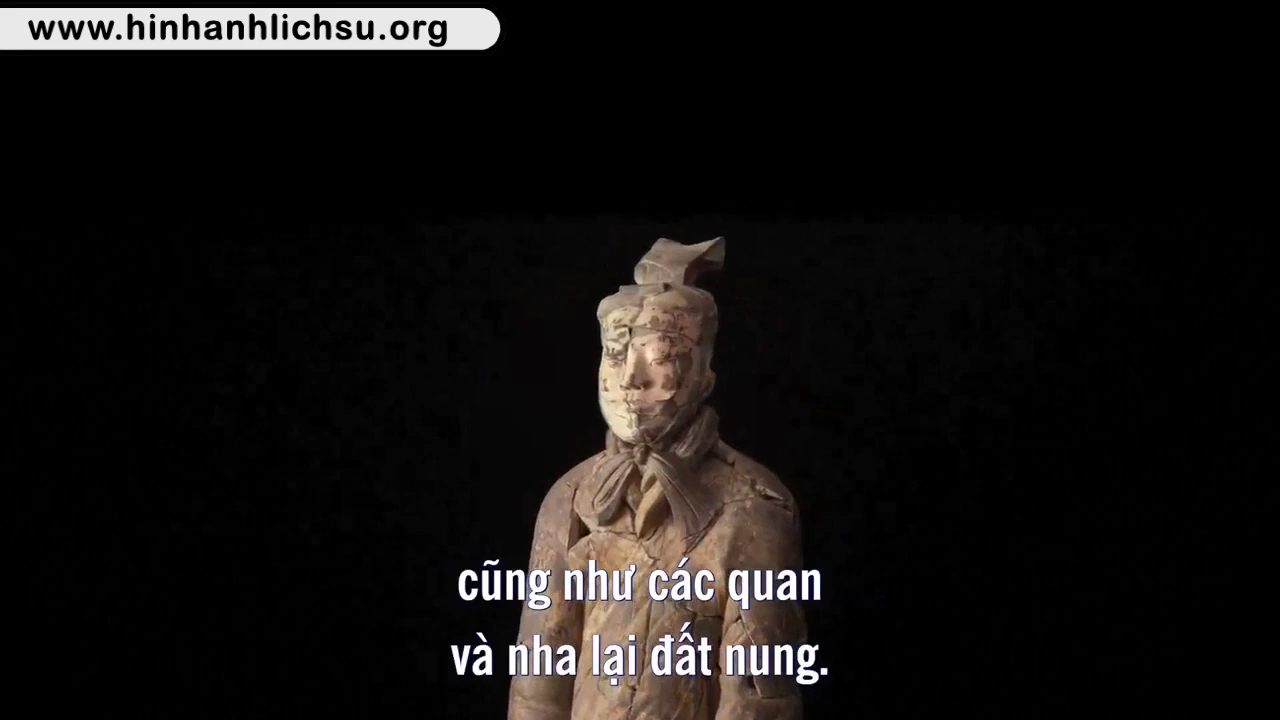 www.hinhanhlichsu.org
cũng như các quan
và nha lại đất nung.